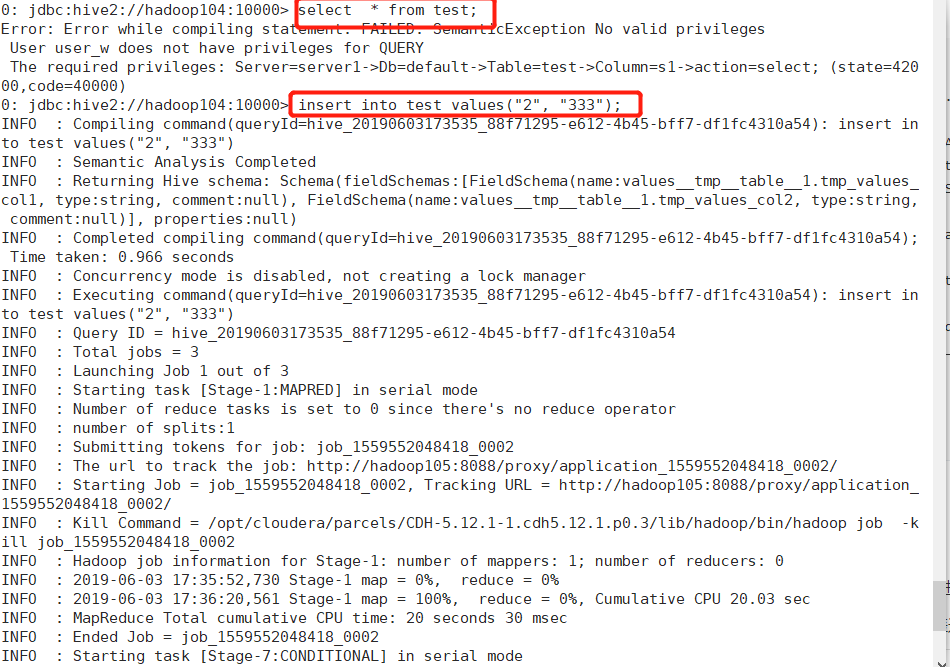 0: jdbc:hive2://hadoop104:10000> select  * from test;
Error: Error while compiling statement: FAILED: SemanticException No valid privileges
 User user_w does not have privileges for QUERY
 The required privileges: Server=server1->Db=default->Table=test->Column=s1->action=select; (state=420
00,code=40000)
0: jdbc:hive2://hadoop104:10000> insert into test values("2", "333");
INFO  : Compiling command(queryId=hive_20190603173535_88f71295-e612-4b45-bff7-df1fc4310a54): insert in
to test values("2", "333")
INFO  : Semantic Analysis Completed
INFO  : Returning Hive schema: Schema(fieldSchemas:[FieldSchema(name:values__tmp__table__1.tmp_values_
col1, type:string, comment:null), FieldSchema(name:values__tmp__table__1.tmp_values_col2, type:string,
 comment:null)], properties:null)
INFO  : Completed compiling command(queryId=hive_20190603173535_88f71295-e612-4b45-bff7-df1fc4310a54);
 Time taken: 0.966 seconds
INFO  : Concurrency mode is disabled, not creating a lock manager
INFO  : Executing command(queryId=hive_20190603173535_88f71295-e612-4b45-bff7-df1fc4310a54): insert in
to test values("2", "333")
INFO  : Query ID = hive_20190603173535_88f71295-e612-4b45-bff7-df1fc4310a54
INFO  : Total jobs = 3
INFO  : Launching Job 1 out of 3
INFO  : Starting task [Stage-1:MAPRED] in serial mode
INFO  : Number of reduce tasks is set to 0 since there's no reduce operator
INFO  : number of splits:1
INFO  : Submitting tokens for job: job_1559552048418_0002
INFO  : The url to track the job: http://hadoop105:8088/proxy/application_1559552048418_0002/
INFO  : Starting Job = job_1559552048418_0002, Tracking URL = http://hadoop105:8088/proxy/application_
1559552048418_0002/
INFO  : Kill Command = /opt/cloudera/parcels/CDH-5.12.1-1.cdh5.12.1.p0.3/lib/hadoop/bin/hadoop job  -k
ill job_1559552048418_0002
INFO  : Hadoop job information for Stage-1: number of mappers: 1; number of reducers: 0
INFO  : 2019-06-03 17:35:52,730 Stage-1 map = 0%,  reduce = 0%
INFO  : 2019-06-03 17:36:20,561 Stage-1 map = 100%,  reduce = 0%, Cumulative CPU 20.03 sec
INFO  : MapReduce Total cumulative CPU time: 20 seconds 30 msec
INFO  : Ended Job = job_1559552048418_0002
INFO  : Starting task [Stage-7:CONDITIONAL] in serial mode